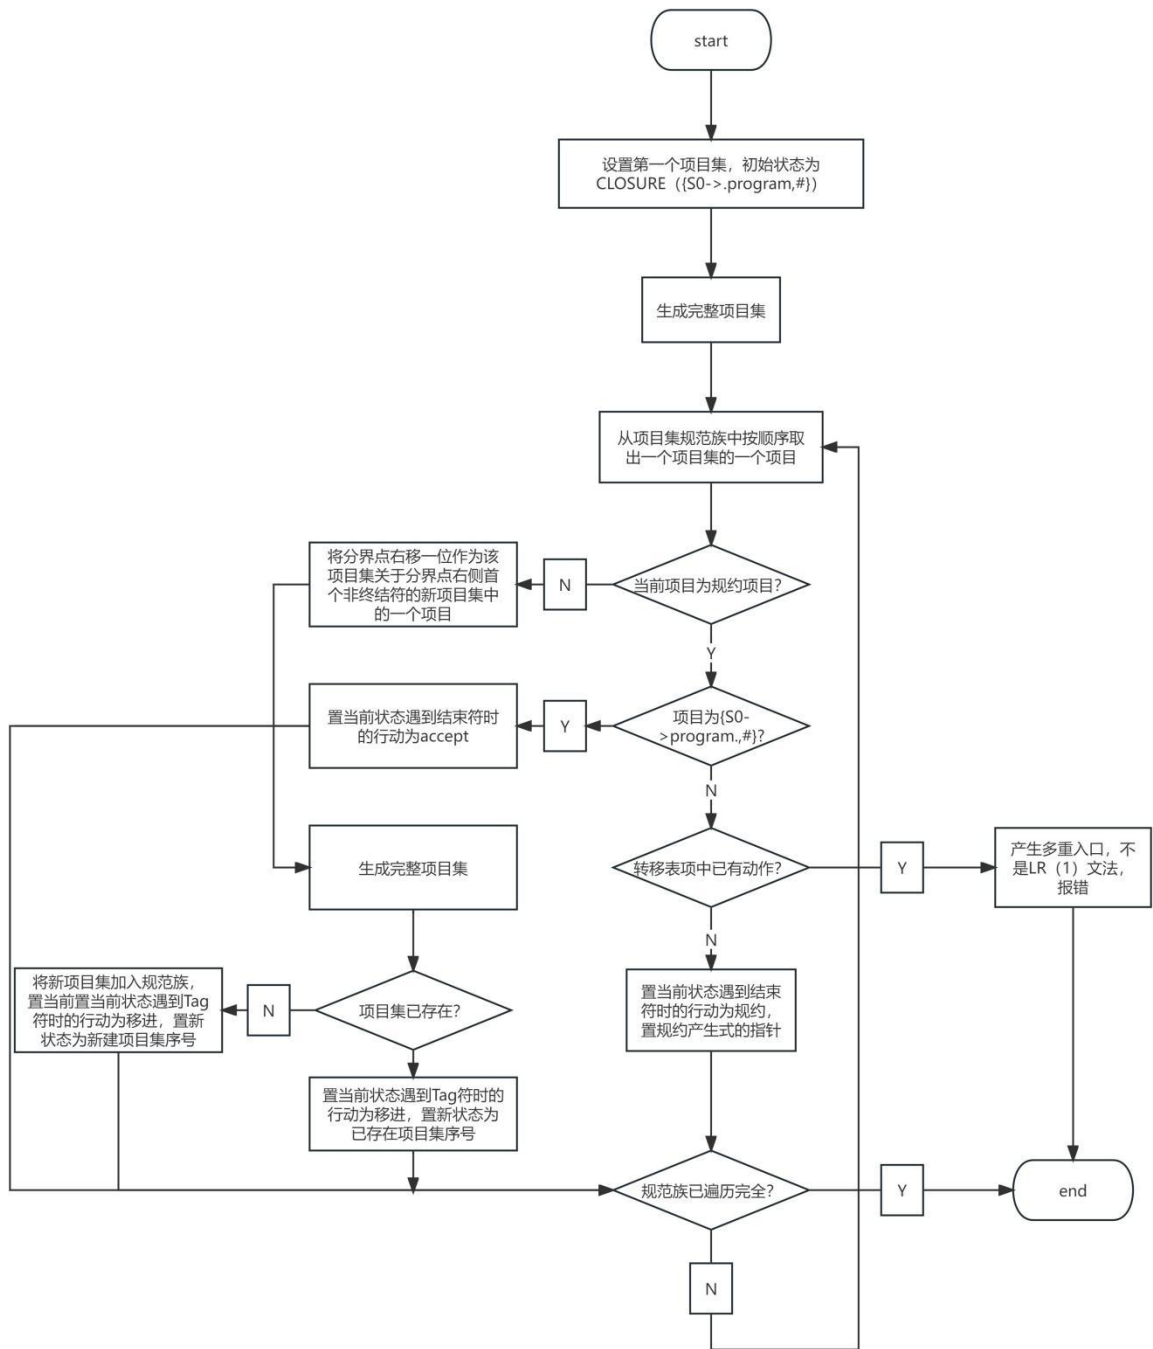 start
设置第一个项目集，初始状态为
CLOSURE（{S0->.program,#}）
生成完整项目集
从项目集规范族中按顺序取
出一个项目集的一个项目
当前项目为规约项目？
N
将分界点右移一位作为该
项目集关于分界点右侧首
个非终结符的新项目集中
的一个项目
Y
项目为{S0-
>program.,#}?
Y
置当前状态遇到结束符时
的行动为accept
N
生成完整项目集
转移表项中已有动作？
Y
产生多重入口，不
是LR（1）文法，
报错
N
项目集已存在？
N
将新项目集加入规范族，
置当前置当前状态遇到Tag
符时的行动为移进，置新
状态为新建项目集序号
置当前状态遇到结束
符时的行动为规约，
置规约产生式的指针
置当前状态遇到Tag符时的
行动为移进，置新状态为
已存在项目集序号
规范族已遍历完全？
Y
end
N